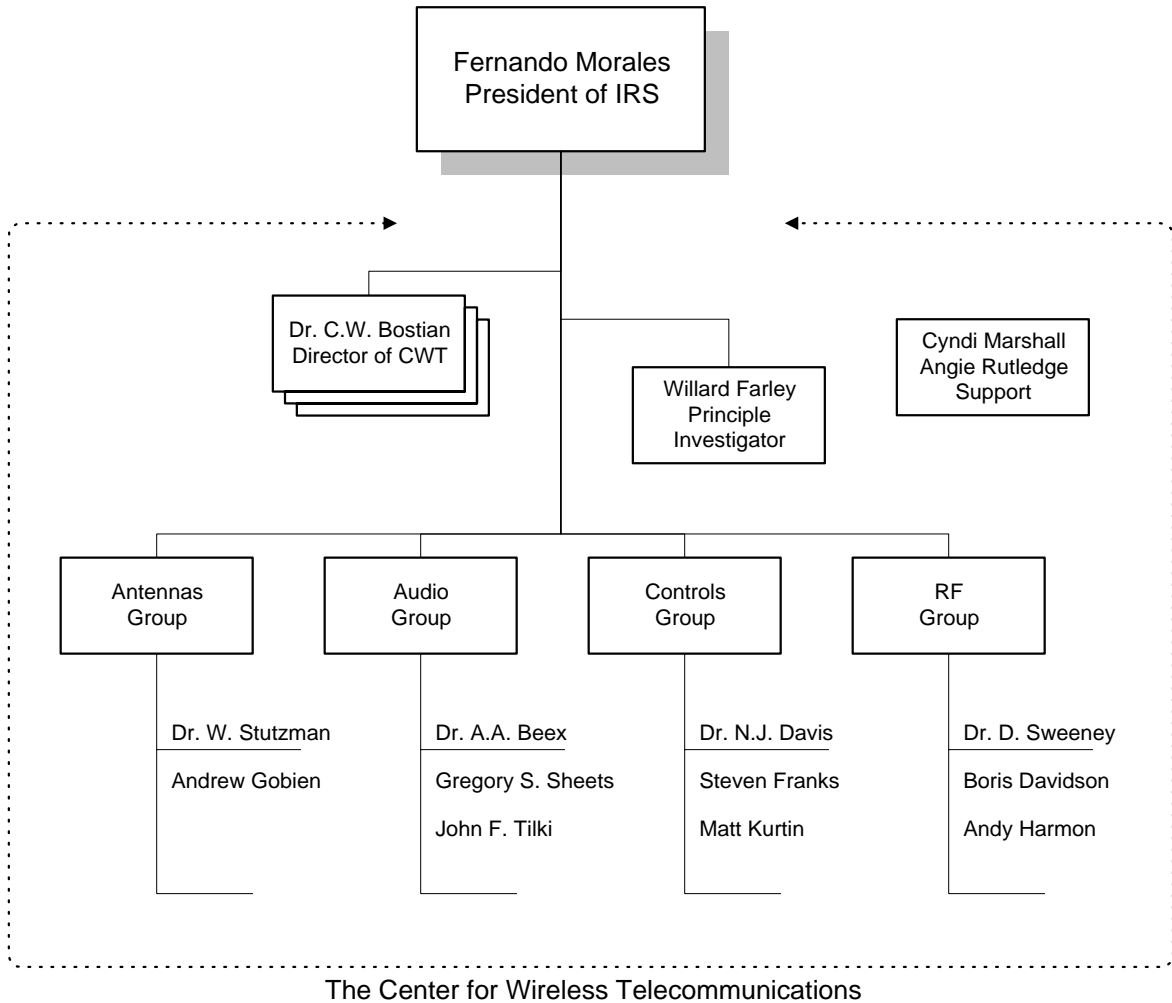 Fernando Morales
President of IRS
Dr. C.W. Bostian
Director of CWT
Willard Farley
Principle
Investigator
Cyndi Marshall
Angie Rutledge
Support
Antennas
Group
Audio
Group
Controls
Group
RF
Group
Dr. W. Stutzman
Andrew Gobien
Dr. A.A. Beex
Gregory S. Sheets
John F. Tilki
Dr. N.J. Davis
Steven Franks
Matt Kurtin
Dr. D. Sweeney
Boris Davidson
Andy Harmon
The Center for Wireless Telecommunications